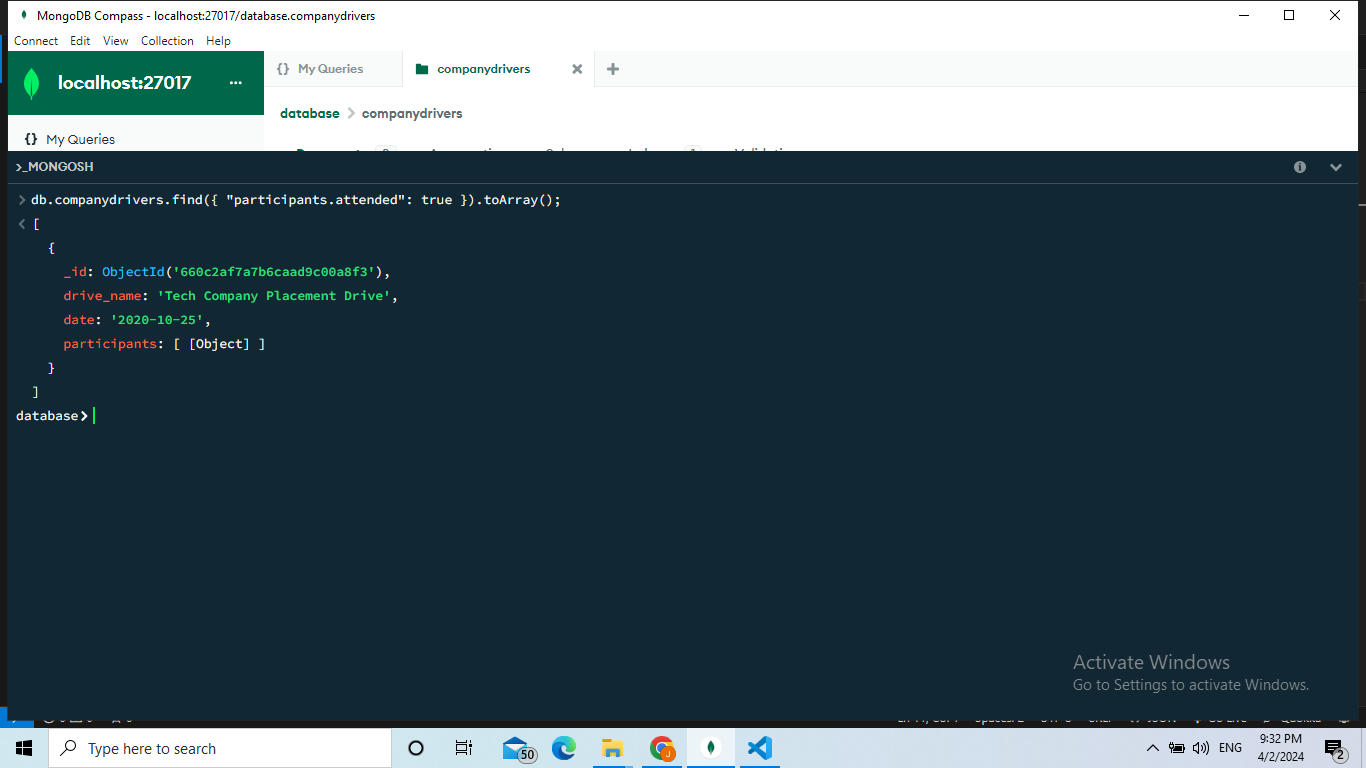 MongoDB Compass - localhost:27017/database.companydrivers
Connect Edit View Collection Help
localhost:27017 ...
{} My Queries
companydrivers
database > companydrivers
{} My Queries
>_MONGOSH
> db.companydrivers.find({ "participants.attended": true }).toArray();
< [
{
_id: ObjectId('660c2af7a7b6caad9c00a8f3'),
drive_name: 'Tech Company Placement Drive',
date: '2020-10-25',
participants: [ [Object] ]
}
]
database>
Activate Windows
Go to Settings to activate Windows.
Type here to search
50
J
ENG
9:32 PM
4/2/2024
2